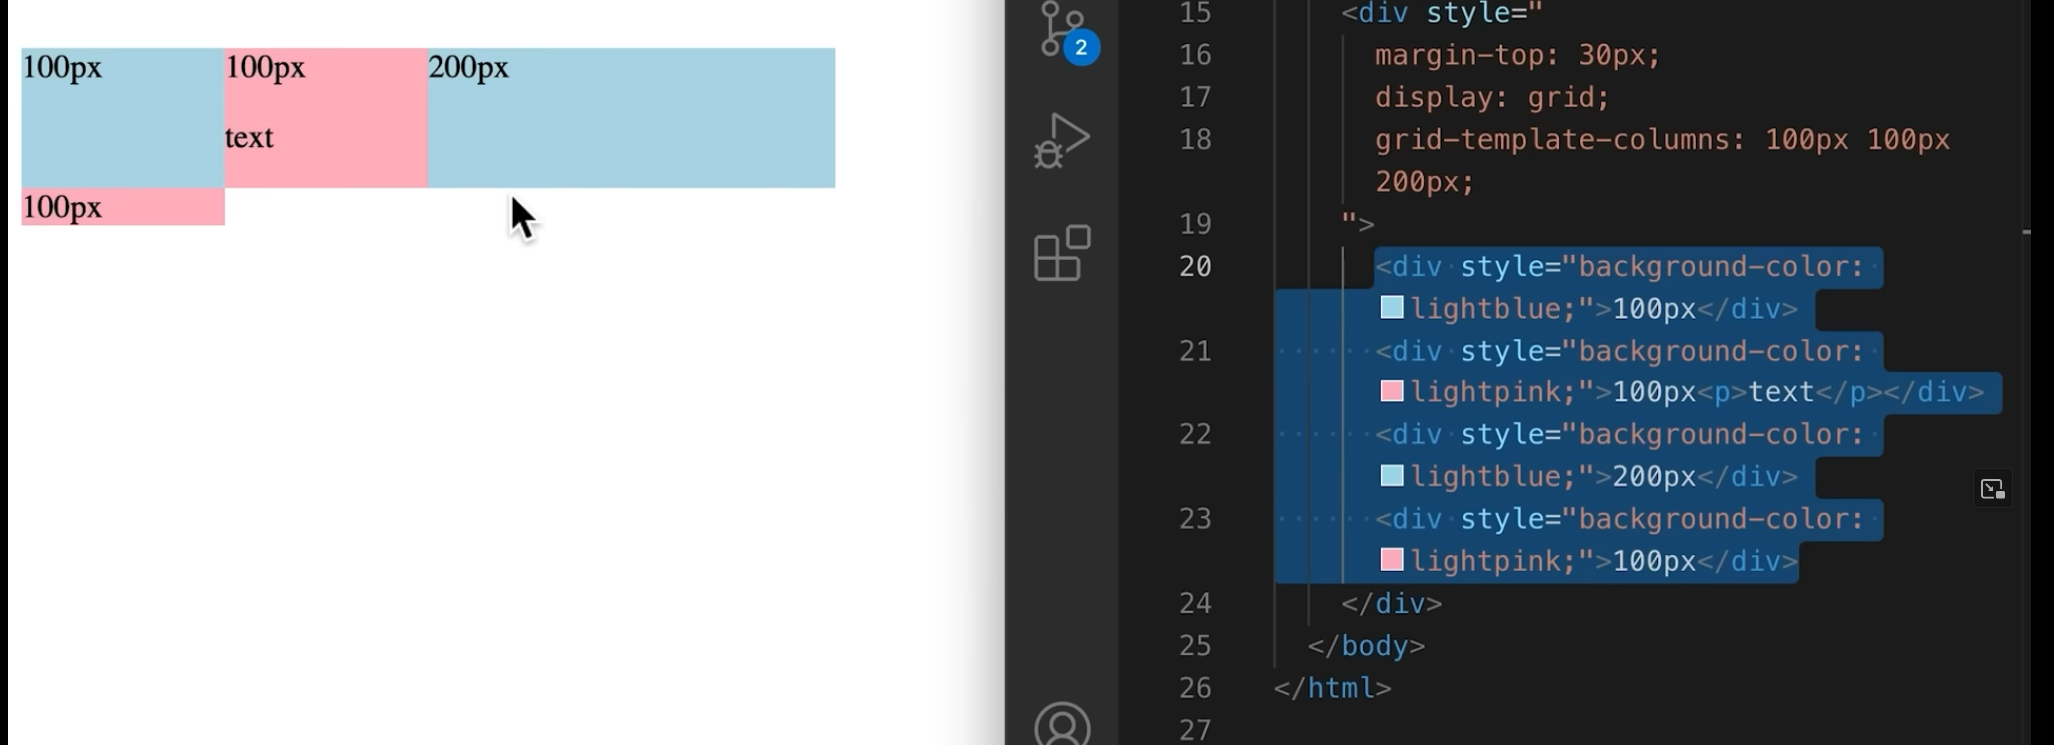 100px 100px 200px
text
100px
2
15 <div style="
16 margin-top: 30px;
17 display: grid;
18 grid-template-columns: 100px 100px
200px;
19 ">
20 <div style="background-color:
lightblue;">100px</div>
21 <div style="background-color:
lightpink;">100px<p>text</p></div>
22 <div style="background-color:
lightblue;">200px</div>
23 <div style="background-color:
lightpink;">100px</div>
24 </div>
25 </body>
26 </html>
27